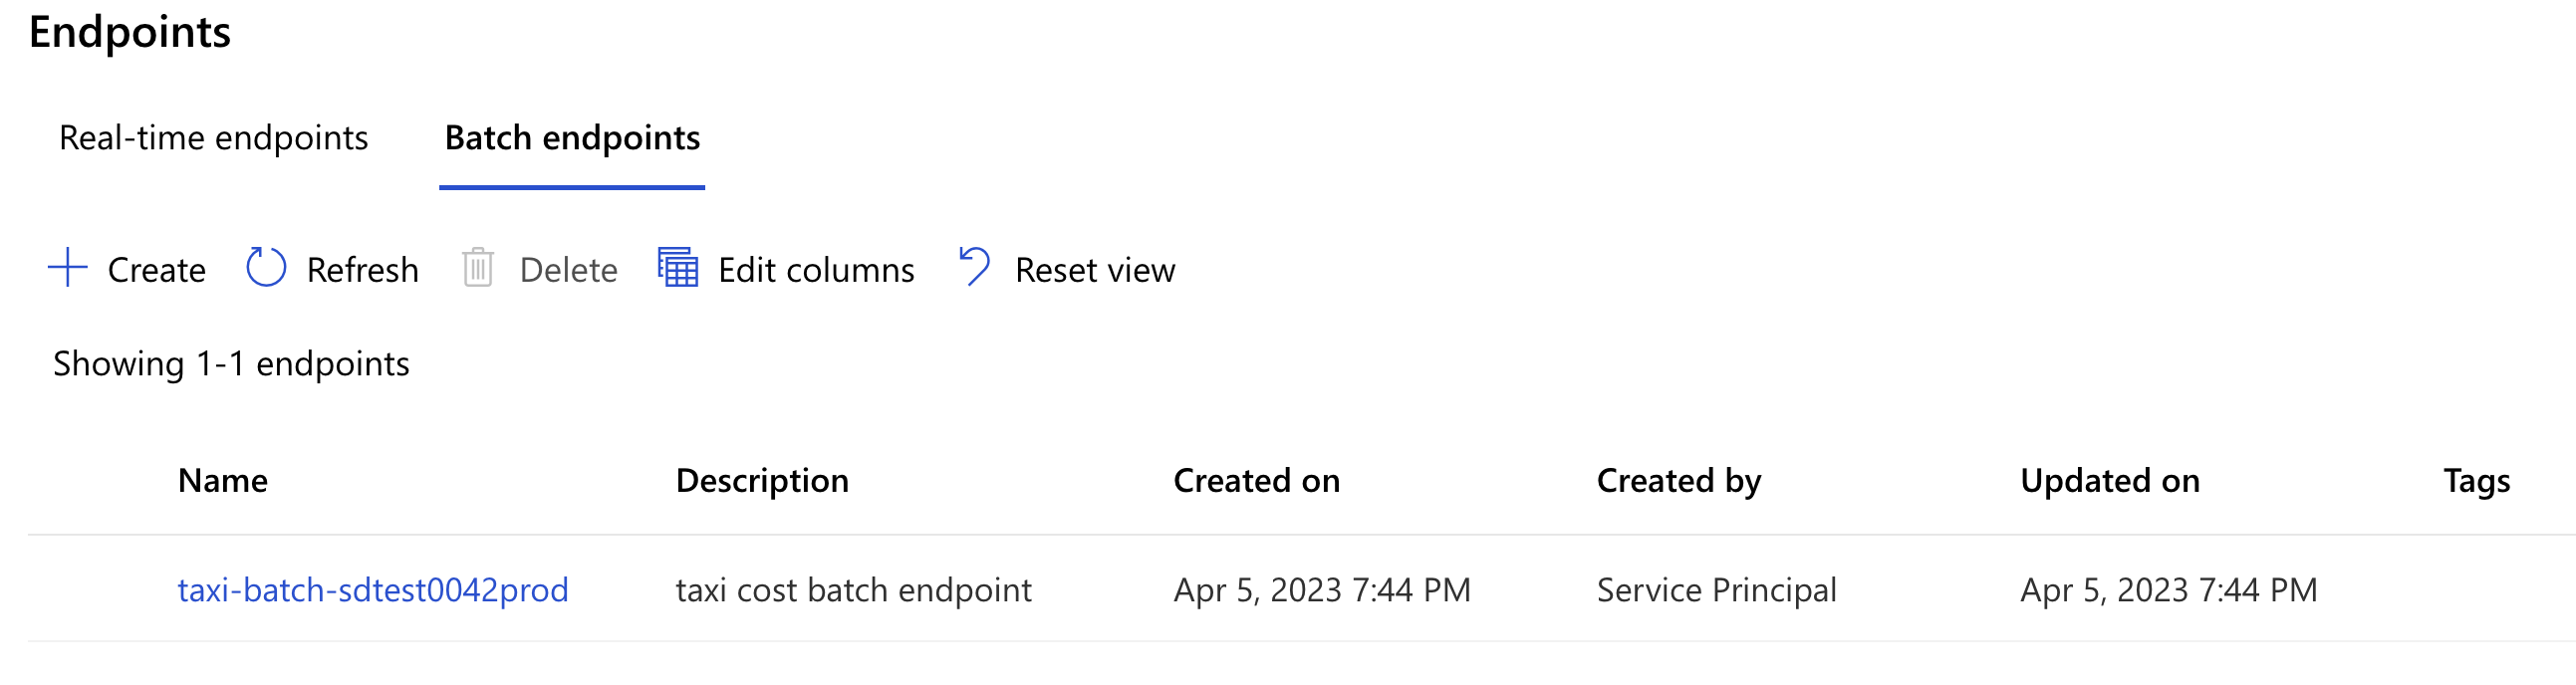 Endpoints
Real-time endpoints Batch endpoints
Create Refresh Delete Edit columns Reset view
Showing 1-1 endpoints
Name Description Created on Created by Updated on Tags
taxi-batch-sdtest0042prod taxi cost batch endpoint Apr 5, 2023 7:44 PM Service Principal Apr 5, 2023 7:44 PM